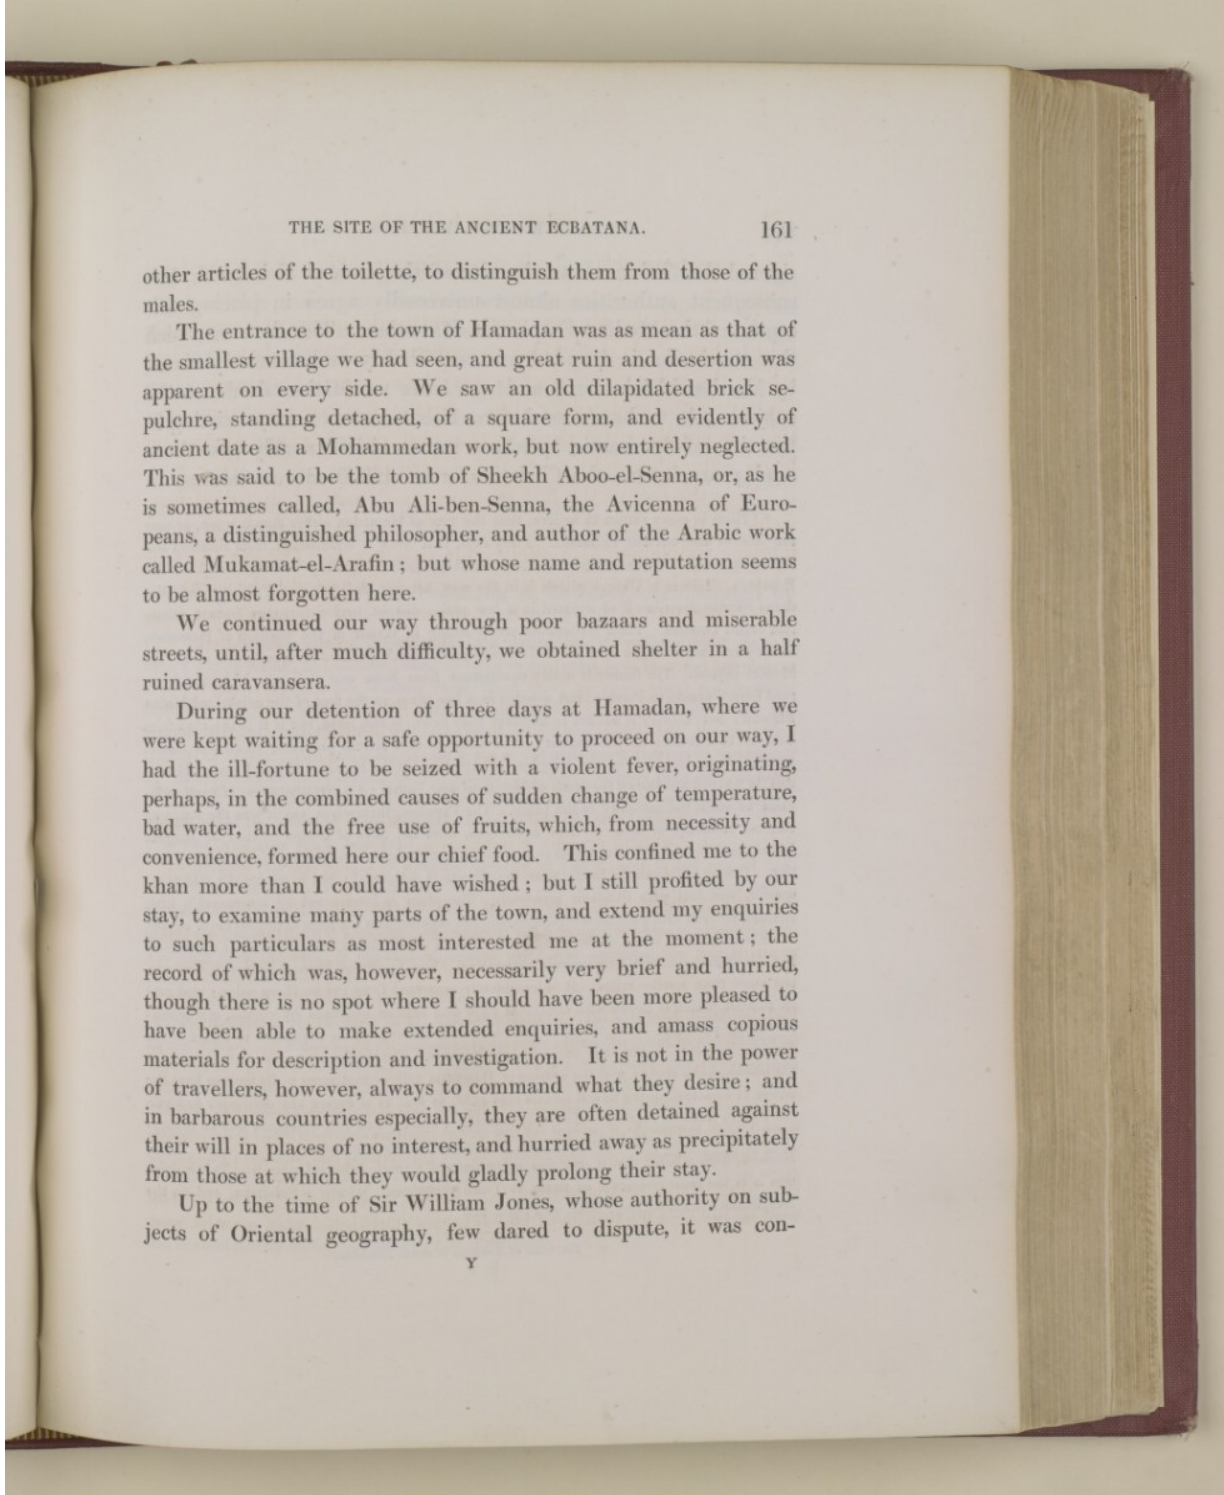 THE SITE OF THE ANCIENT ECBATANA. 161
other articles of the toilette, to distinguish them from those of the
males.
The entrance to the town of Hamadan was as mean as that of
the smallest village we had seen, and great ruin and desertion was
apparent on every side. We saw an old dilapidated brick se-
pulchre, standing detached, of a square form, and evidently of
ancient date as a Mohammedan work, but now entirely neglected.
This was said to be the tomb of Sheekh Aboo-el-Senna, or, as he
is sometimes called, Abu Ali-ben-Senna, the Avicenna of Euro-
peans, a distinguished philosopher, and author of the Arabic work
called Mukamat-el-Arafin; but whose name and reputation seems
to be almost forgotten here.
We continued our way through poor bazaars and miserable
streets, until, after much difficulty, we obtained shelter in a half
ruined caravansera.
During our detention of three days at Hamadan, where we
were kept waiting for a safe opportunity to proceed on our way, I
had the ill-fortune to be seized with a violent fever, originating,
perhaps, in the combined causes of sudden change of temperature,
bad water, and the free use of fruits, which, from necessity and
convenience, formed here our chief food. This confined me to the
khan more than I could have wished; but I still profited by our
stay, to examine many parts of the town, and extend my enquiries
to such particulars as most interested me at the moment; the
record of which was, however, necessarily very brief and hurried,
though there is no spot where I should have been more pleased to
have been able to make extended enquiries, and amass copious
materials for description and investigation. It is not in the power
of travellers, however, always to command what they desire; and
in barbarous countries especially, they are often detained against
their will in places of no interest, and hurried away as precipitately
from those at which they would gladly prolong their stay.
Up to the time of Sir William Jones, whose authority on sub-
jects of Oriental geography, few dared to dispute, it was con-
Y